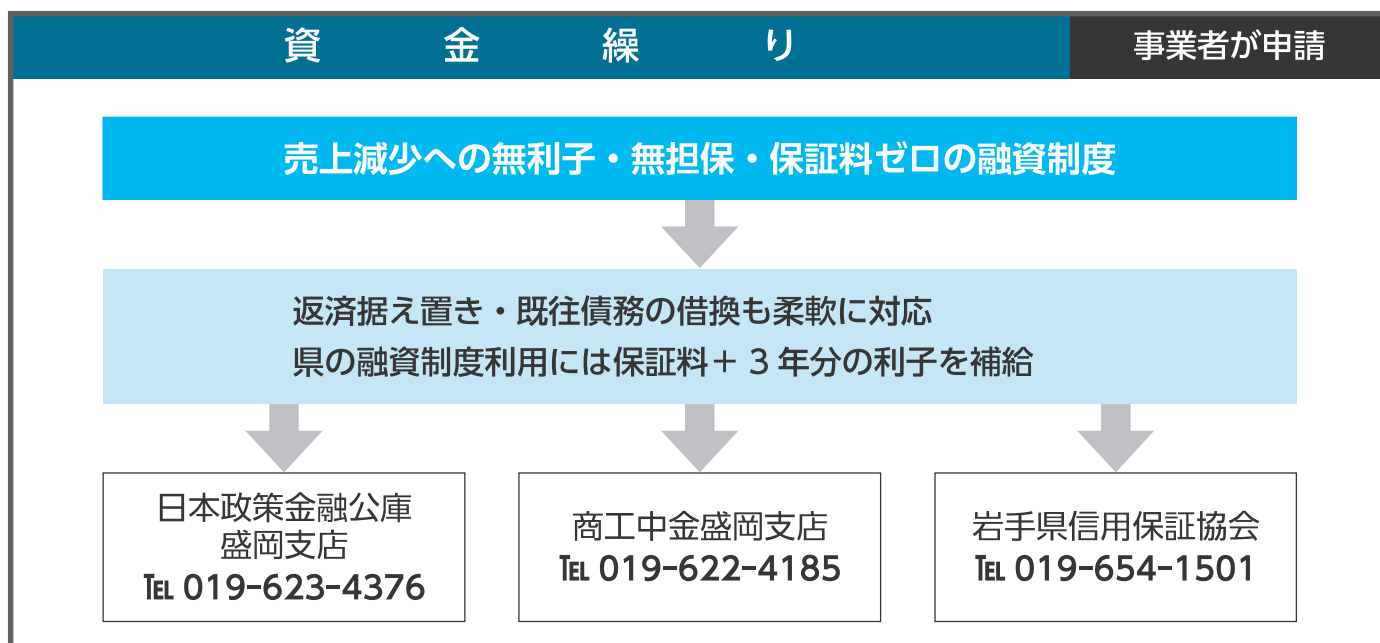 資金繰り
事業者が申請
売上減少への無利子・無担保・保証料ゼロの融資制度
返済据え置き・既往債務の借換も柔軟に対応
県の融資制度利用には保証料+3年分の利子を補給
日本政策金融公庫
盛岡支店
TEL 019-623-4376
商工中金盛岡支店
TEL 019-622-4185
岩手県信用保証協会
TEL 019-654-1501